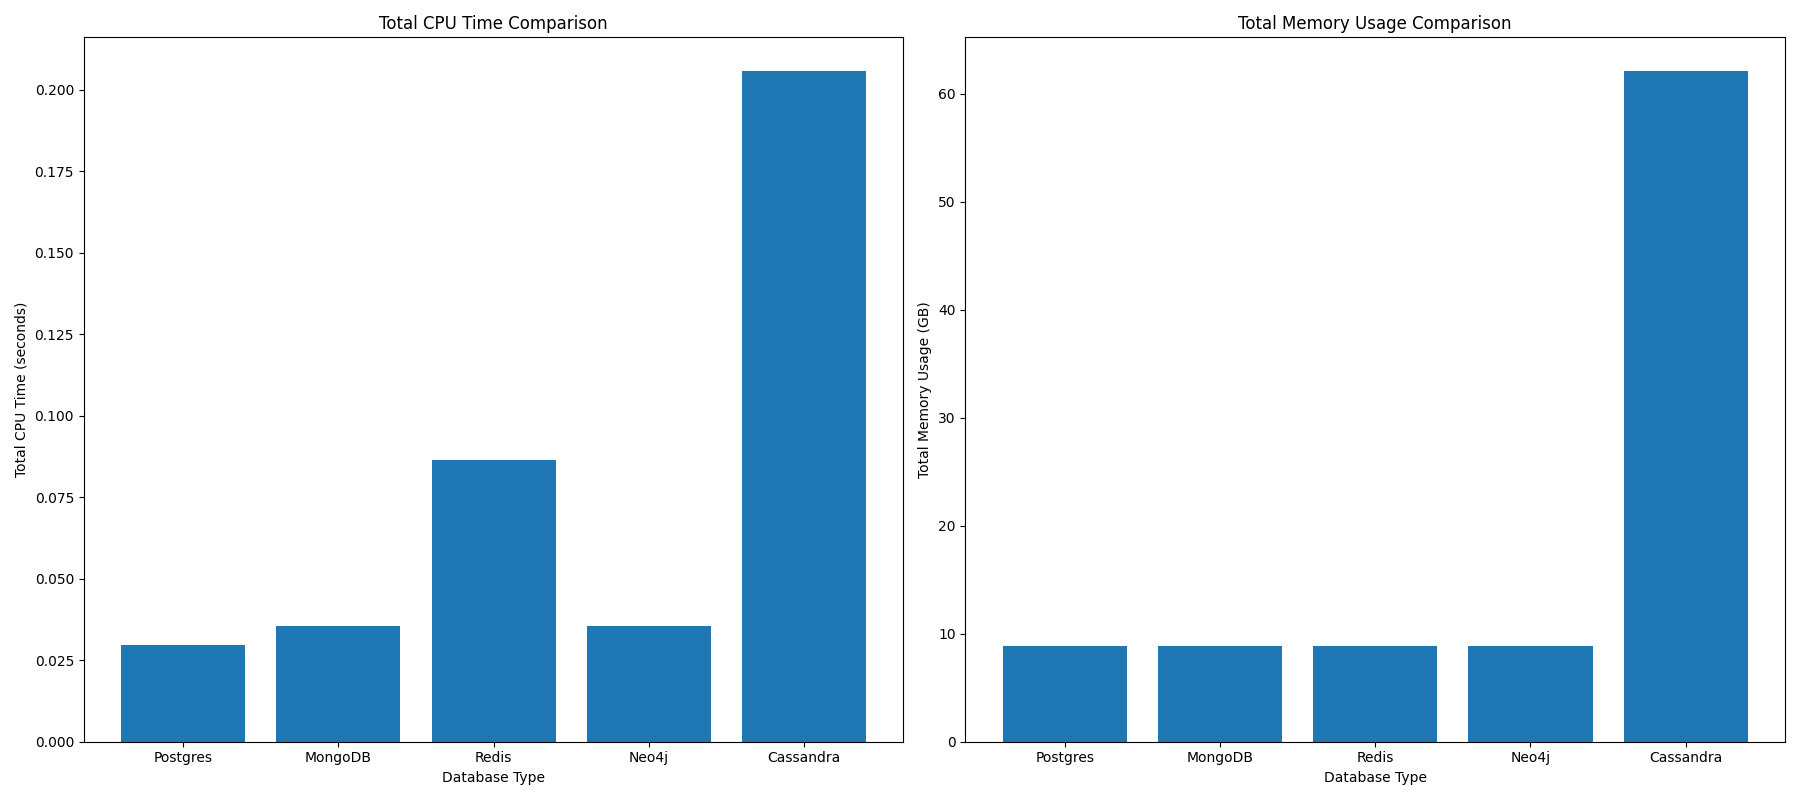 Total CPU Time Comparison
Total CPU Time (seconds)
0.200
0.175
0.150
0.125
0.100
0.075
0.050
0.025
0.000
Postgres MongoDB Redis Neo4j Cassandra
Database Type
Total Memory Usage Comparison
Total Memory Usage (GB)
60
50
40
30
20
10
0
Postgres MongoDB Redis Neo4j Cassandra
Database Type